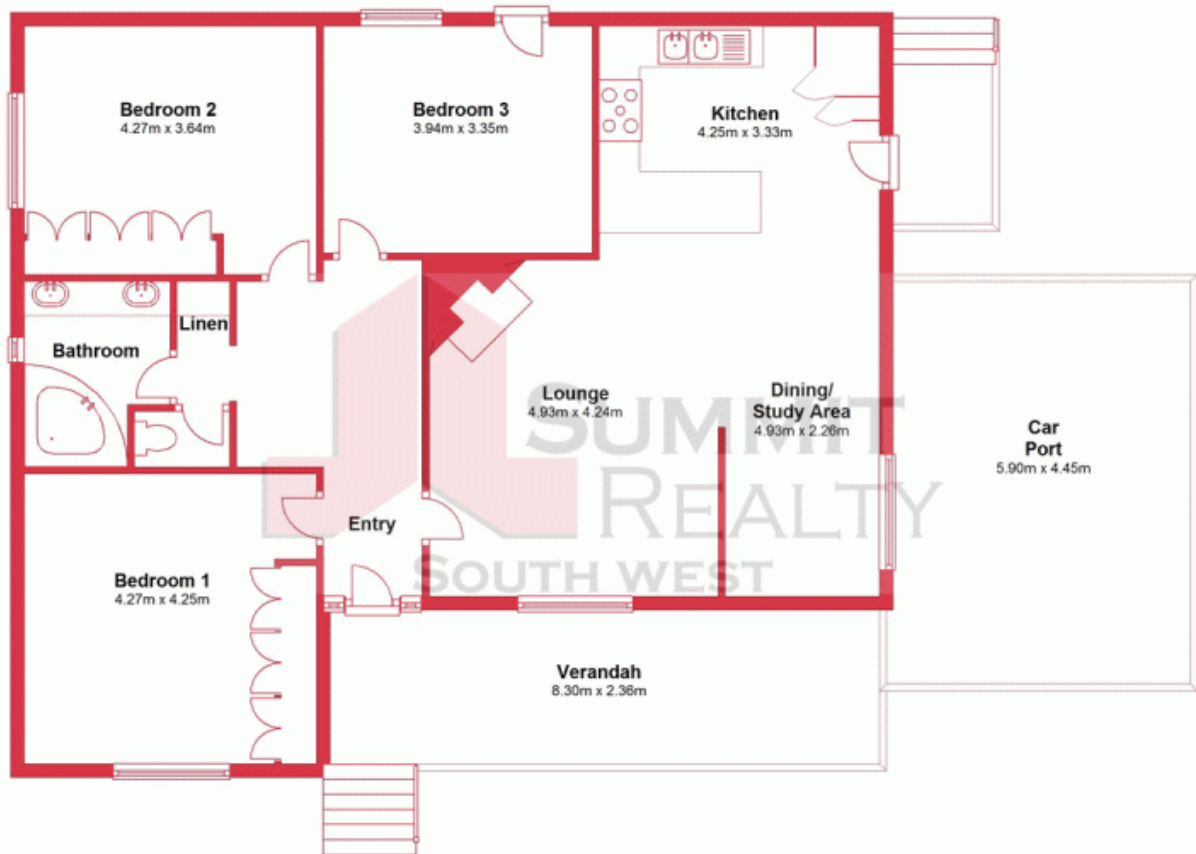 Bedroom 2
4.27m x 3.64m
Bedroom 3
3.94m x 3.35m
Kitchen
4.25m x 3.33m
Linen
Bathroom
Lounge
4.93m x 4.24m
Dining/
Study Area
4.93m x 2.26m
Car
Port
5.90m x 4.45m
SUMMIT
REALTY
SOUTH WEST
Entry
Bedroom 1
4.27m x 4.25m
Verandah
8.30m x 2.36m